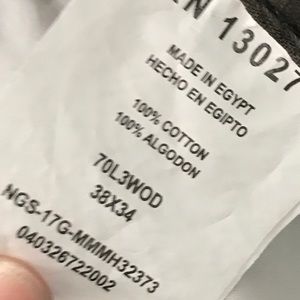 N 13027
MADE IN EGYPT
HECHO EN EGIPTO
100% COTTON
100% ALGODON
70L3WOD
38X34
NGS-17G-MMMH32373
040326722002